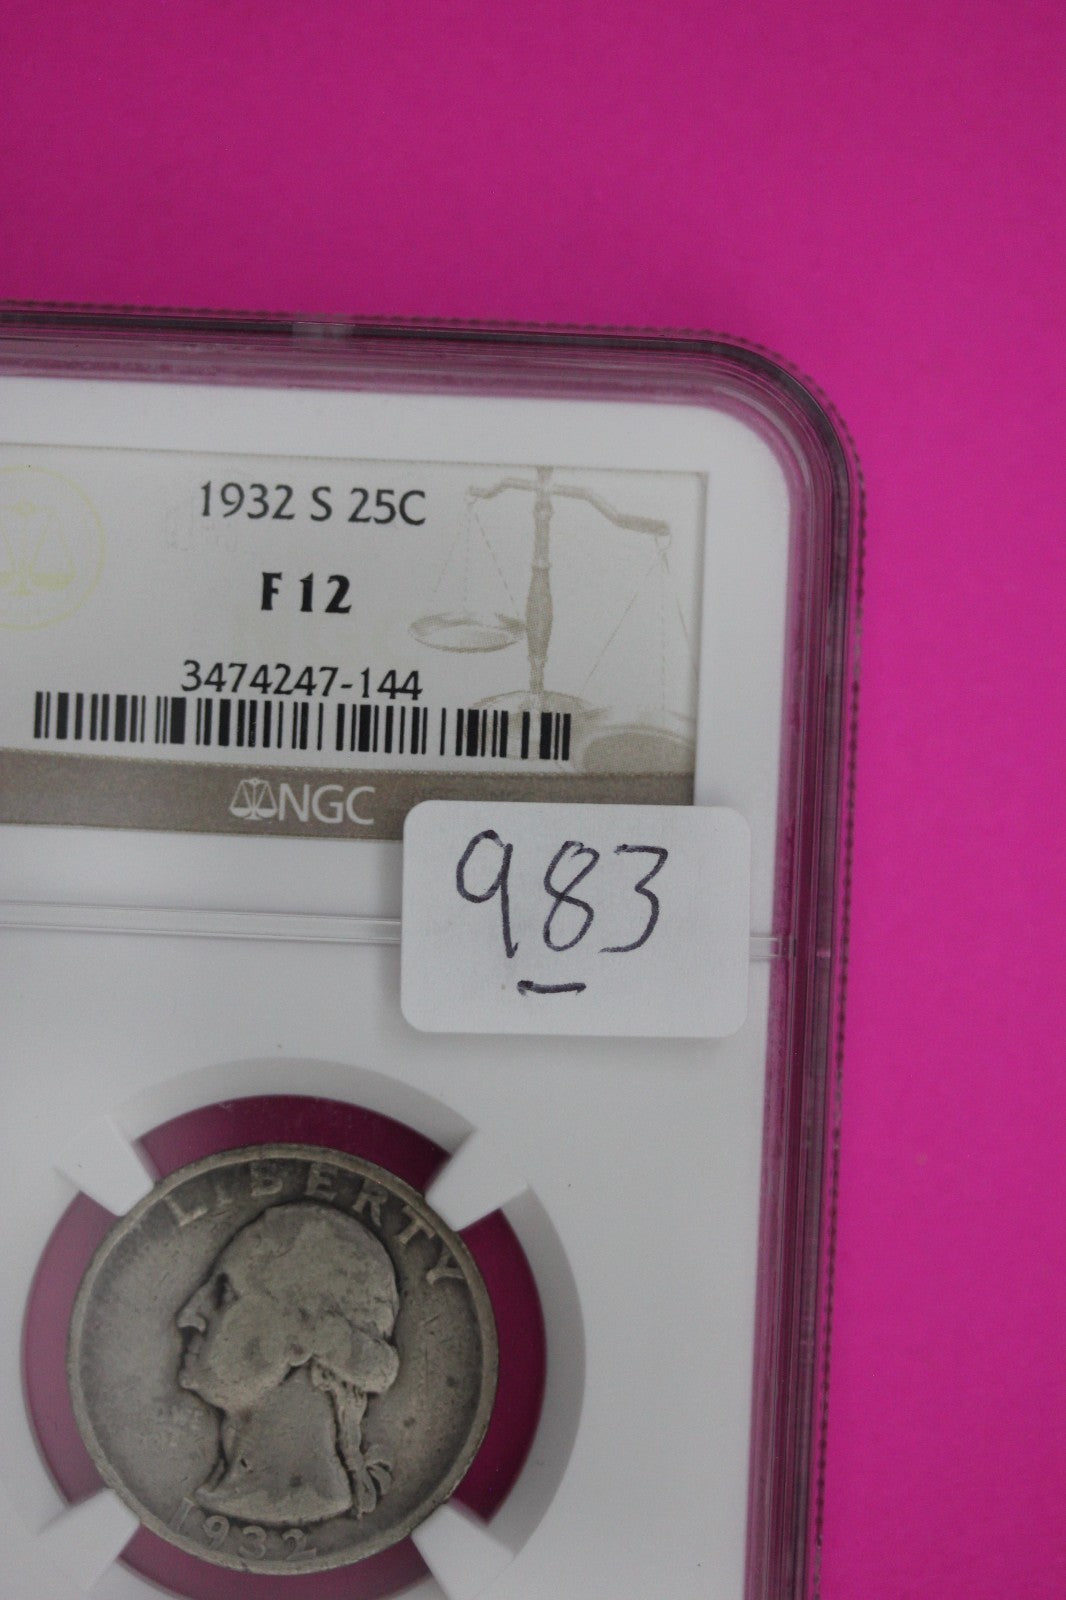 1932 S 25C
F 12
3474247-144
NGC
983
LIBERTY
1932